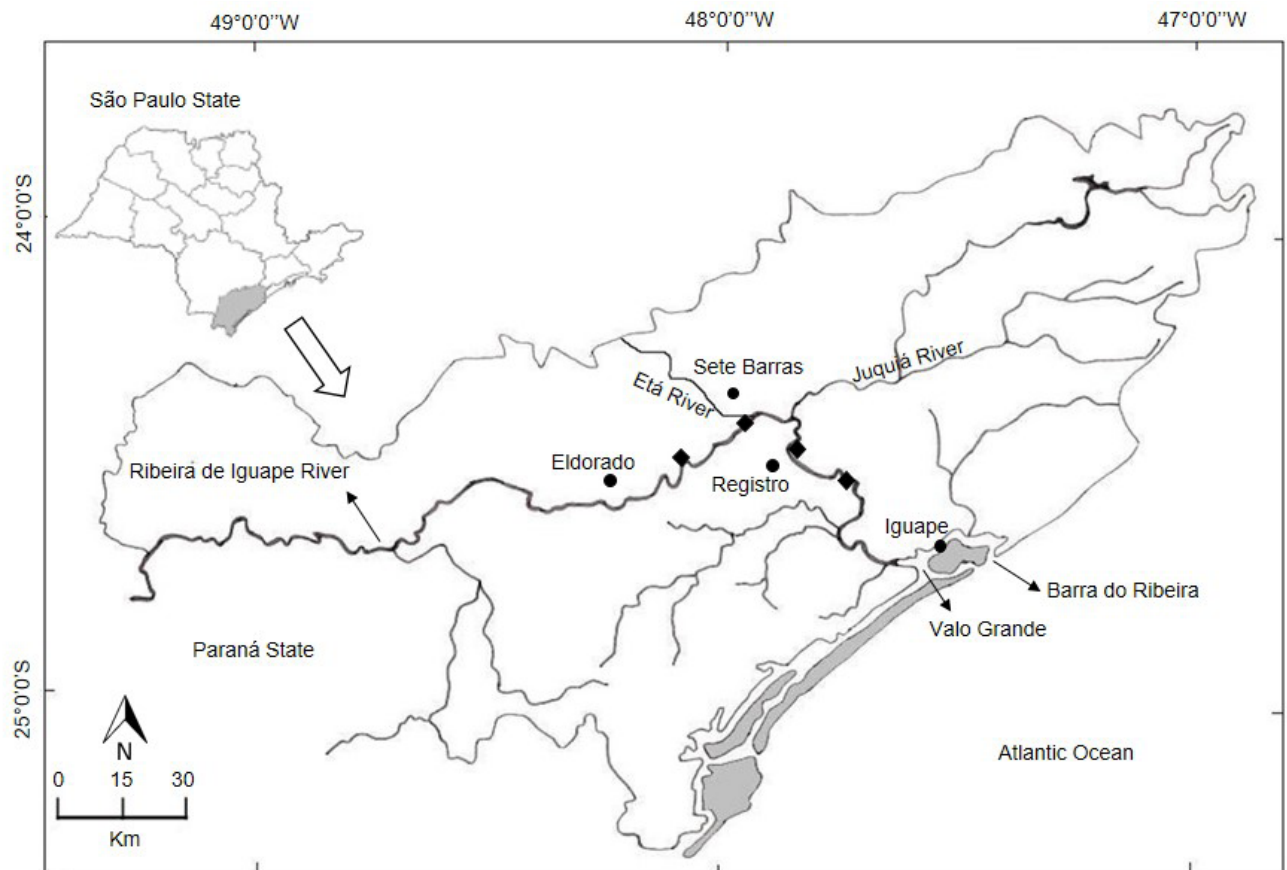 49°0'0''W
48°0'0''W
47°0'0''W
São Paulo State
24°0'0'S
Sete Barras
Juquiá River
Etá River
Eldorado
Ribeirá de Iguape River
Registro
Iguape
Barra do Ribeira
Valo Grande
Paraná State
25°0'0'S
Atlantic Ocean
N
0 15 30
Km